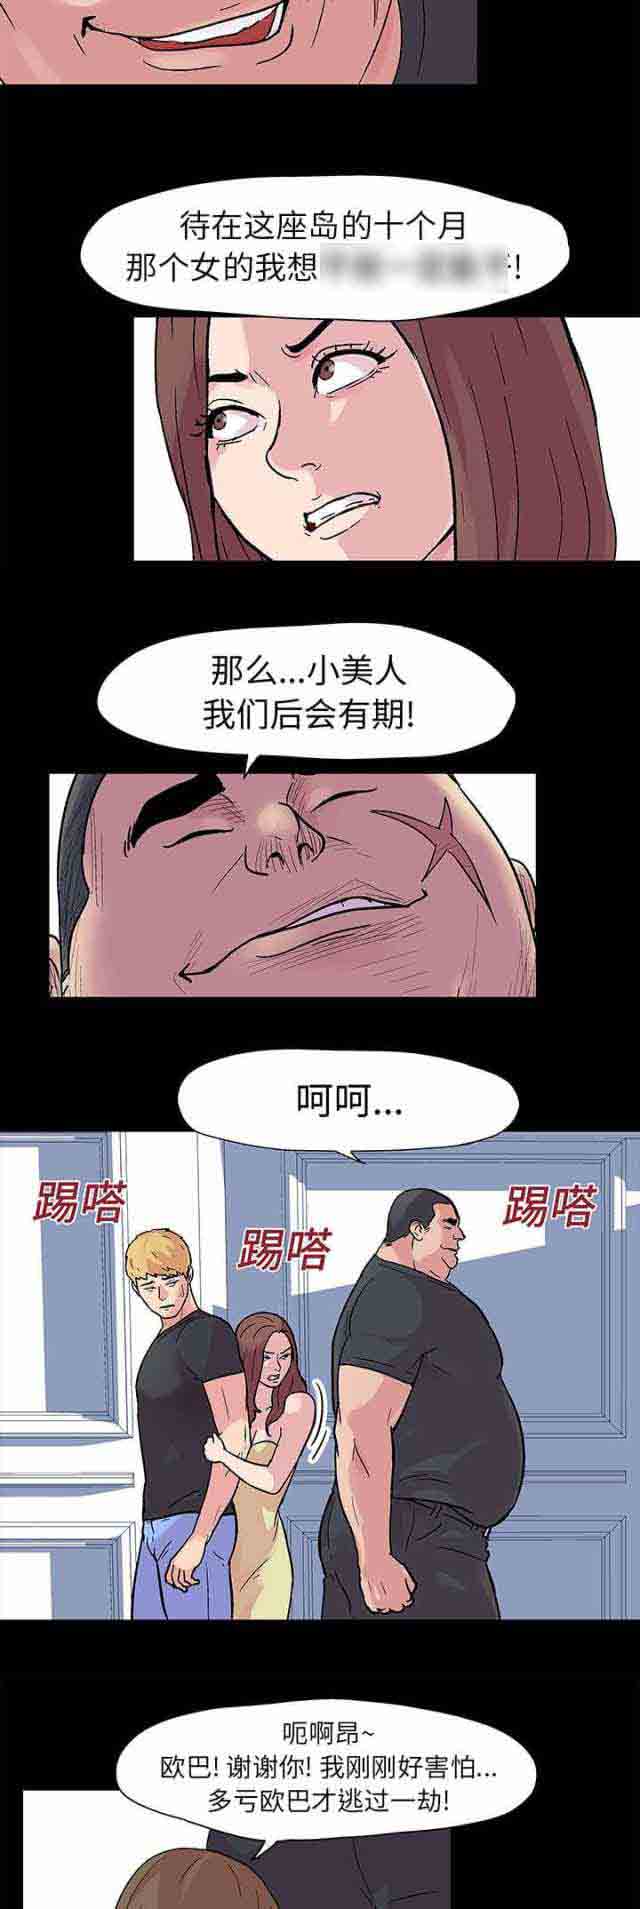 待在这座岛的十个月
那个女的我想
!
那么...小美人
我们后会有期!
呵呵...
踢嗒
踢嗒
踢嗒
呃啊昂~
欧巴! 谢谢你! 我刚刚好害怕...
多亏欧巴才逃过一劫!